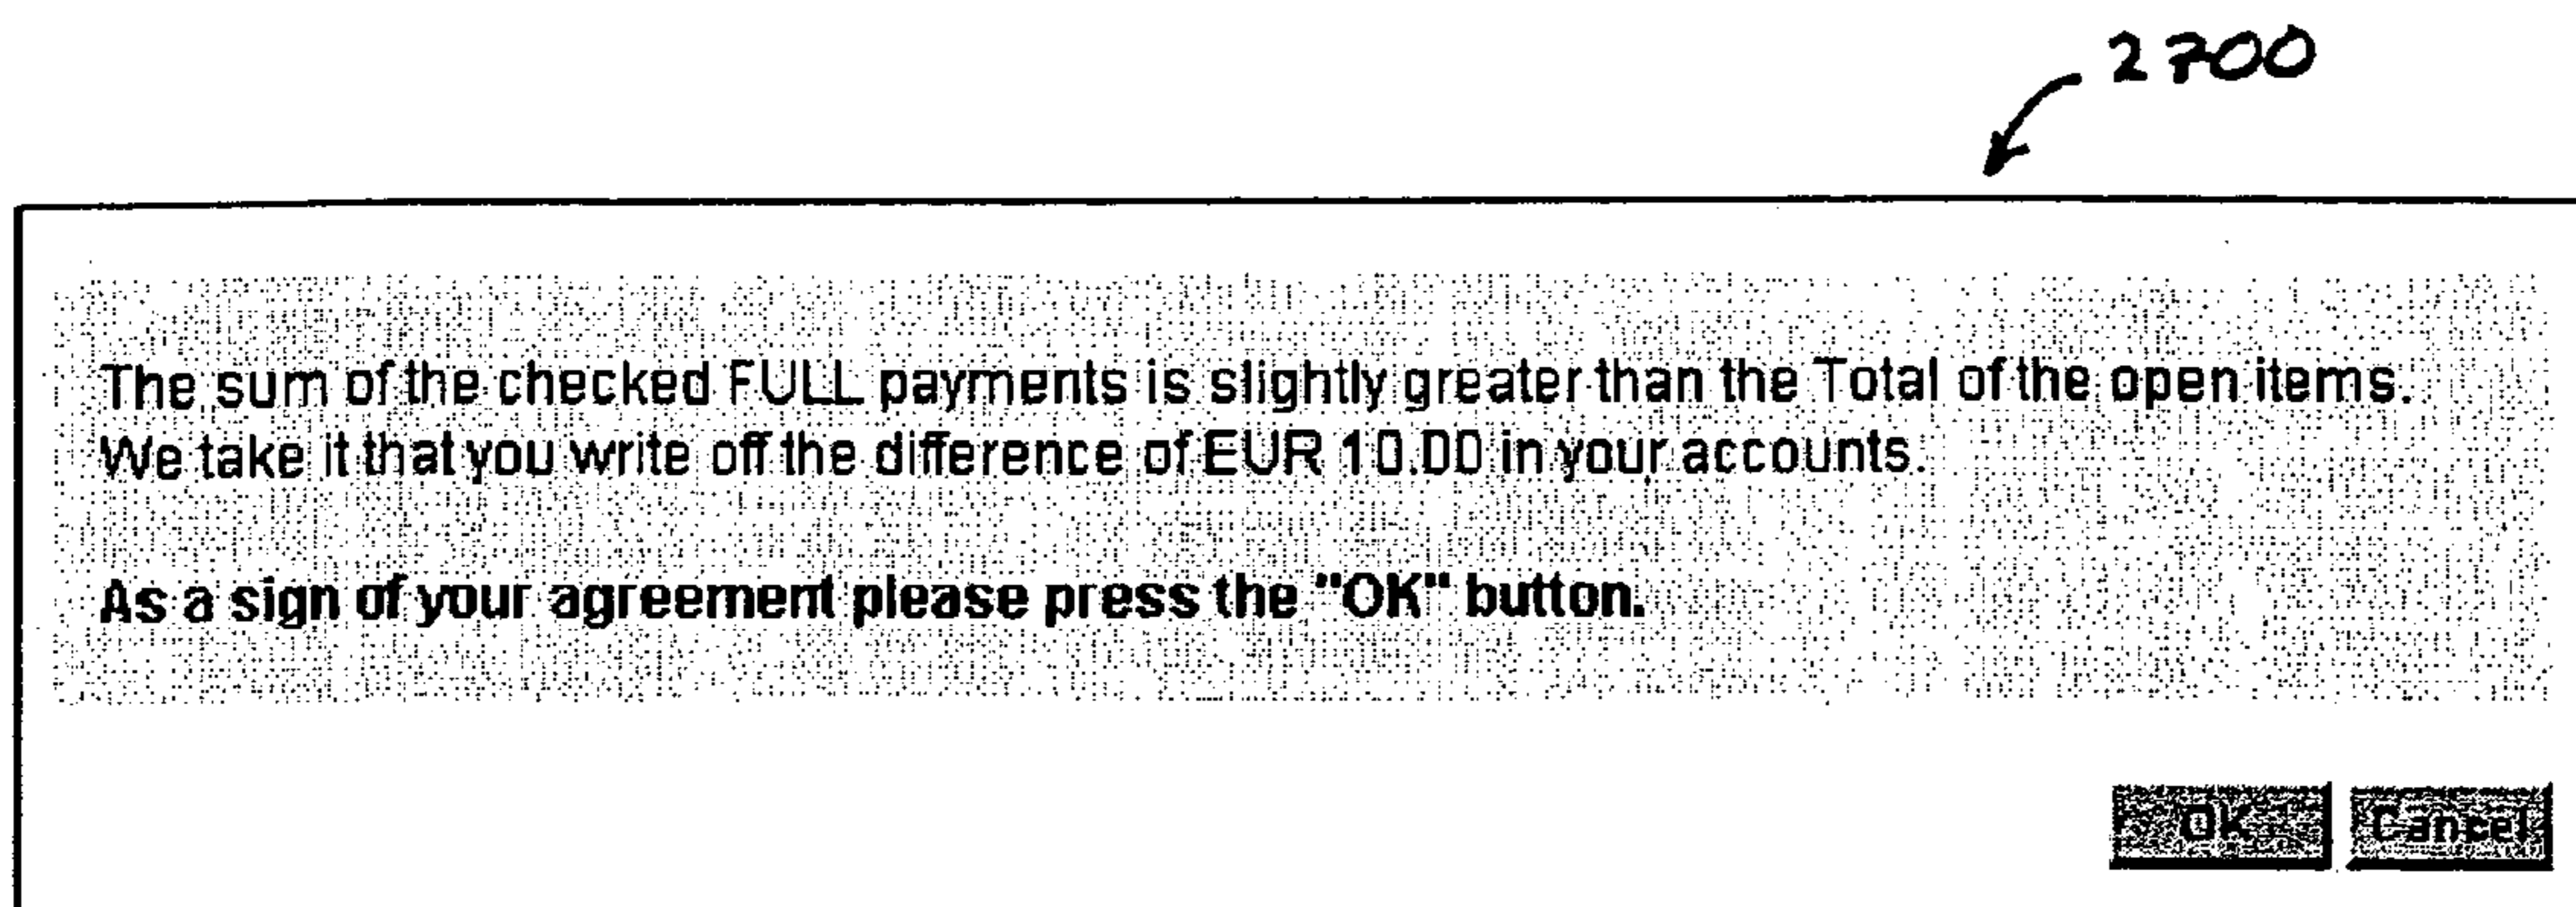 2700
The sum of the checked FULL payments is slightly greater than the Total of the open items.
We take it that you write off the difference of EUR 10.00 in your accounts.
As a sign of your agreement please press the "OK" button.
OK Cancel